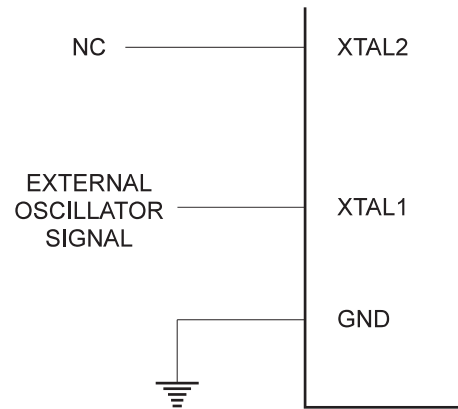 NC
XTAL2
EXTERNAL
OSCILLATOR
SIGNAL
XTAL1
GND